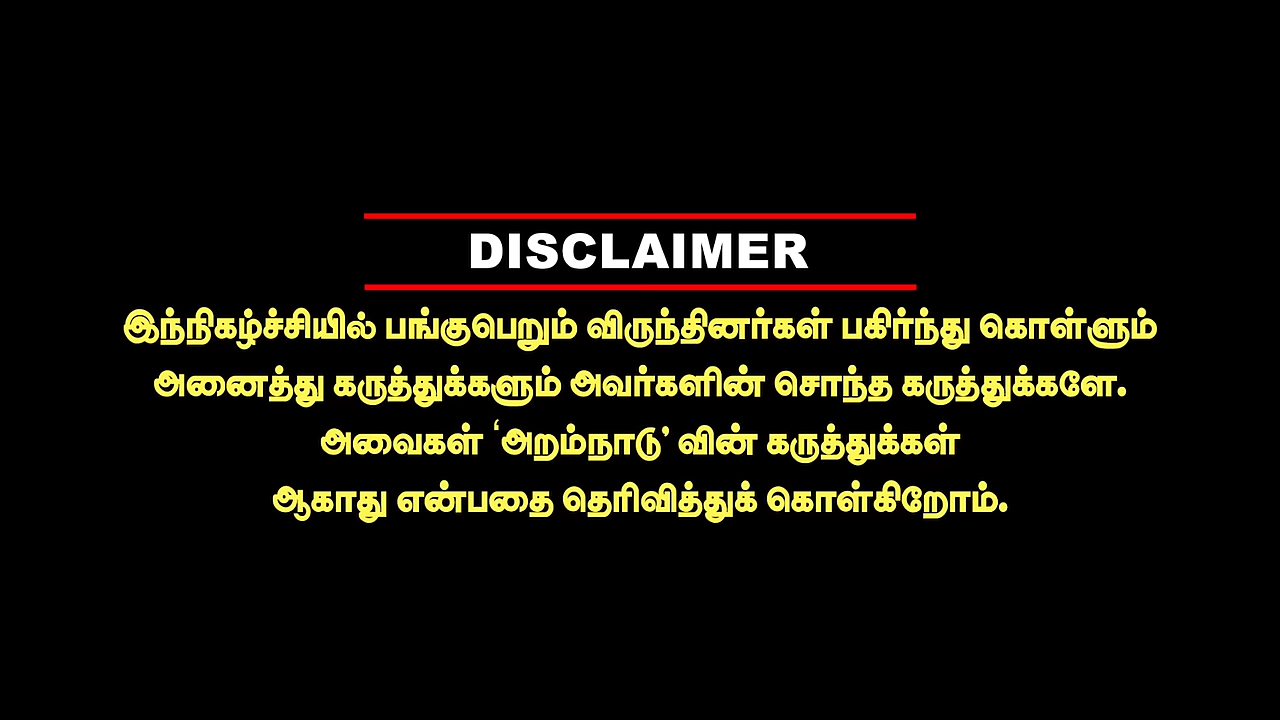 DISCLAIMER
இந்நிகழ்ச்சியில் பங்குபெறும் விருந்தினர்கள் பகிர்ந்து கொள்ளும்
அனைத்து கருத்துக்களும் அவர்களின் சொந்த கருத்துக்களே.
அவைகள் ‘அறம்நாடு’ வின் கருத்துக்கள்
ஆகாது என்பதை தெரிவித்துக் கொள்கிறோம்.